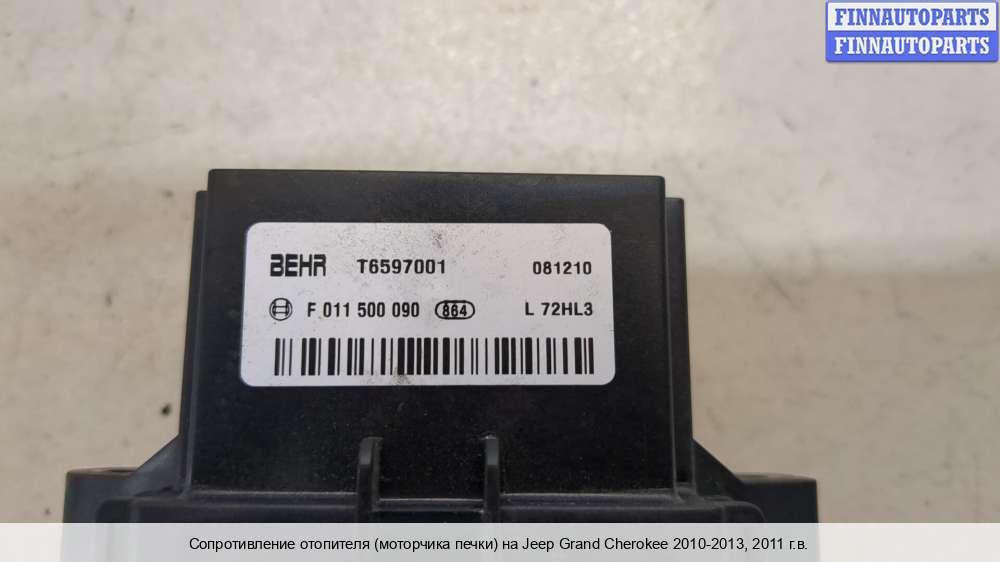 FINNAUTOPARTS
FINNAUTOPARTS
BEHR T6597001 081210
F 011 500 090 864 L 72HL3
Сопротивление отопителя (моторчика печки) на Jeep Grand Cherokee 2010-2013, 2011 г.в.